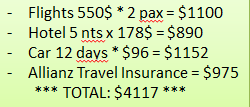 - Flights 550$ * 2 pax = $1100
- Hotel 5 nts x 178$ = $890
- Car 12 days * $96 = $1152
- Allianz Travel Insurance = $975
*** TOTAL: $4117 ***